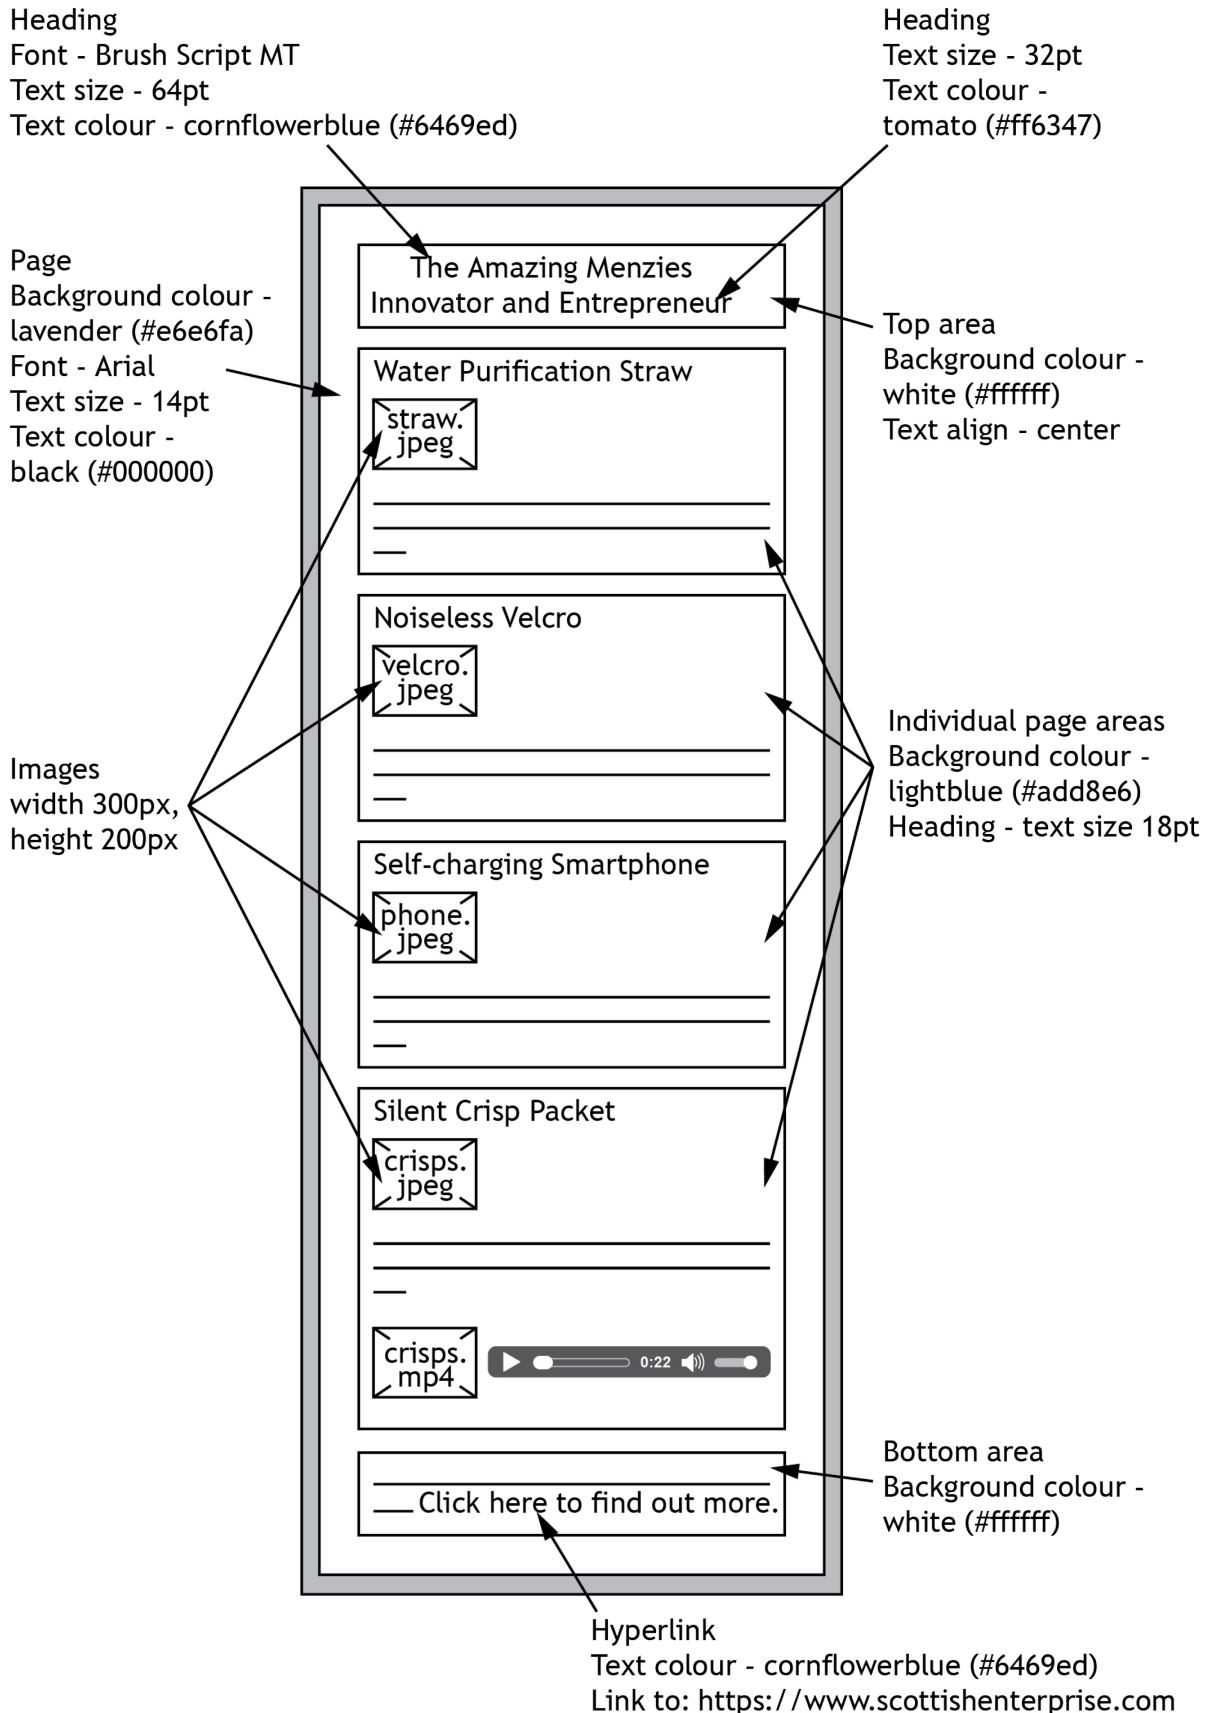 Heading
Font - Brush Script MT
Text size - 64pt
Text colour - cornflowerblue (#6469ed)
Heading
Text size - 32pt
Text colour -
tomato (#ff6347)
Page
Background colour -
lavender (#e6e6fa)
Font - Arial
Text size - 14pt
Text colour -
black (#000000)
The Amazing Menzies
Innovator and Entrepreneur
Top area
Background colour -
white (#ffffff)
Text align - center
Water Purification Straw
straw.
jpeg
Noiseless Velcro
velcro.
jpeg
Images
width 300px,
height 200px
Individual page areas
Background colour -
lightblue (#add8e6)
Heading - text size 18pt
Self-charging Smartphone
phone.
jpeg
Silent Crisp Packet
crisps.
jpeg
crisps.
mp4
0:22
Click here to find out more.
Bottom area
Background colour -
white (#ffffff)
Hyperlink
Text colour - cornflowerblue (#6469ed)
Link to: https://www.scottishenterprise.com